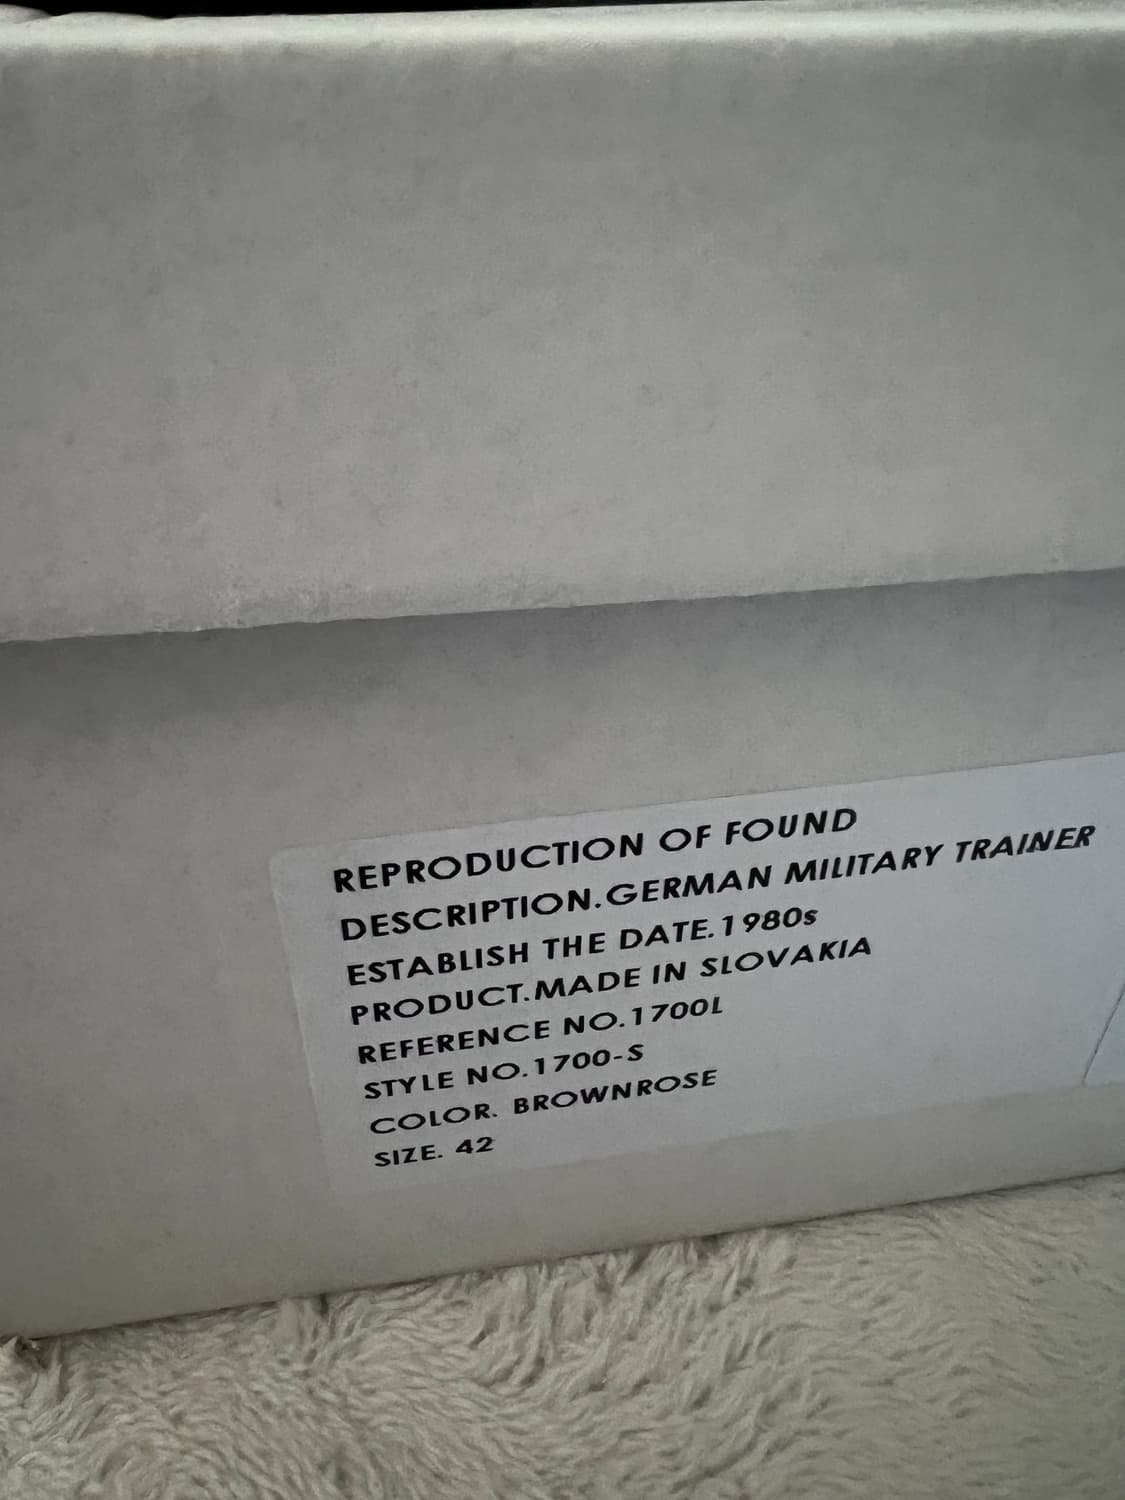 REPRODUCTION OF FOUND
DESCRIPTION.GERMAN MILITARY TRAINER
ESTABLISH THE DATE.1980s
PRODUCT.MADE IN SLOVAKIA
REFERENCE NO.1700L
STYLE NO.1700-S
COLOR. BROWNROSE
SIZE. 42